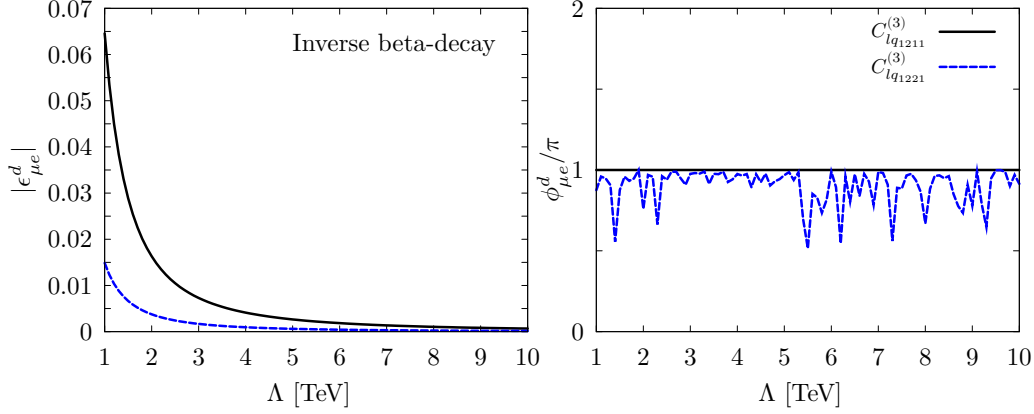 Inverse beta-decay
|ϵ^d_{μe}|
0.07
0.06
0.05
0.04
0.03
0.02
0.01
0
1 2 3 4 5 6 7 8 9 10
Λ [TeV]
C^{(3)}_{lq_{1211}}
C^{(3)}_{lq_{1221}}
ϕ^d_{μe}/π
2
1
0
1 2 3 4 5 6 7 8 9 10
Λ [TeV]